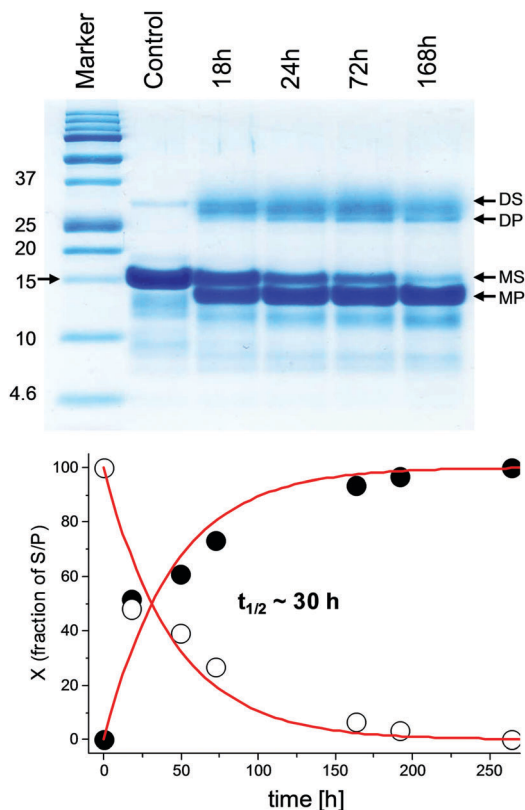 Marker Control 18h 24h 72h 168h
37
25
20
15
10
4.6
DS
DP
MS
MP
100
80
60
40
20
0
X (fraction of S/P)
t1/2 ~ 30 h
0 50 100 150 200 250
time [h]